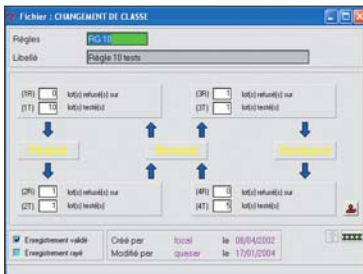 Fichier : CHANGEMENT DE CLASSE
Règles RG 10
Libellé Règle 10 tests
(1R) 0 lot(s) refusé(s) sur (3R) 1 lot(s) refusé(s) sur
(1T) 10 lot(s) testé(s) (3T) 1 lot(s) testé(s)
(2R) 1 lot(s) refusé(s) sur (4R) 0 lot(s) refusé(s) sur
(2T) 1 lot(s) testé(s) (4T) 5 lot(s) testé(s)
Enregistrement validé Créé par focal le 08/04/2002
Enregistrement rayé Modifié par quasar le 17/01/2004